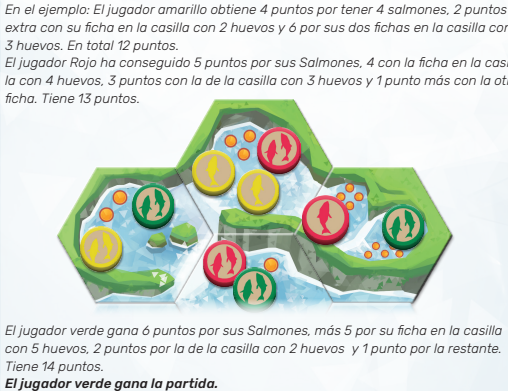 En el ejemplo: El jugador amarillo obtiene 4 puntos por tener 4 salmones, 2 puntos
extra con su ficha en la casilla con 2 huevos y 6 por sus dos fichas en la casilla con
3 huevos. En total 12 puntos.
El jugador Rojo ha conseguido 5 puntos por sus Salmones, 4 con la ficha en la casi
la con 4 huevos, 3 puntos con la de la casilla con 3 huevos y 1 punto más con la ot
ficha. Tiene 13 puntos.
El jugador verde gana 6 puntos por sus Salmones, más 5 por su ficha en la casilla
con 5 huevos, 2 puntos por la de la casilla con 2 huevos y 1 punto por la restante.
Tiene 14 puntos.
El jugador verde gana la partida.